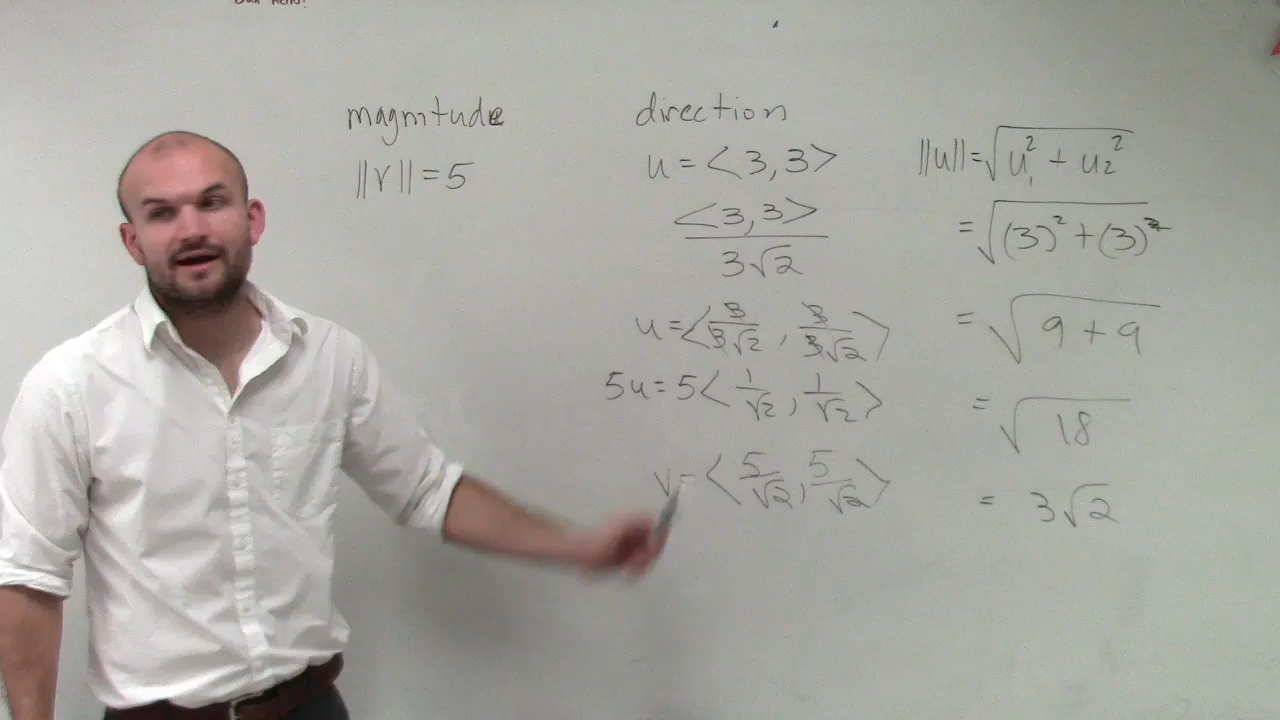 magnitude
||v|| = 5
direction
u = <3, 3>
<3, 3>
3√2
u = <3/3√2, 3/3√2>
5u = 5<1/√2, 1/√2>
v = <5/√2, 5/√2>
||u|| = √u₁² + u₂²
= √(3)² + (3)²
= √9 + 9
= √18
= 3√2